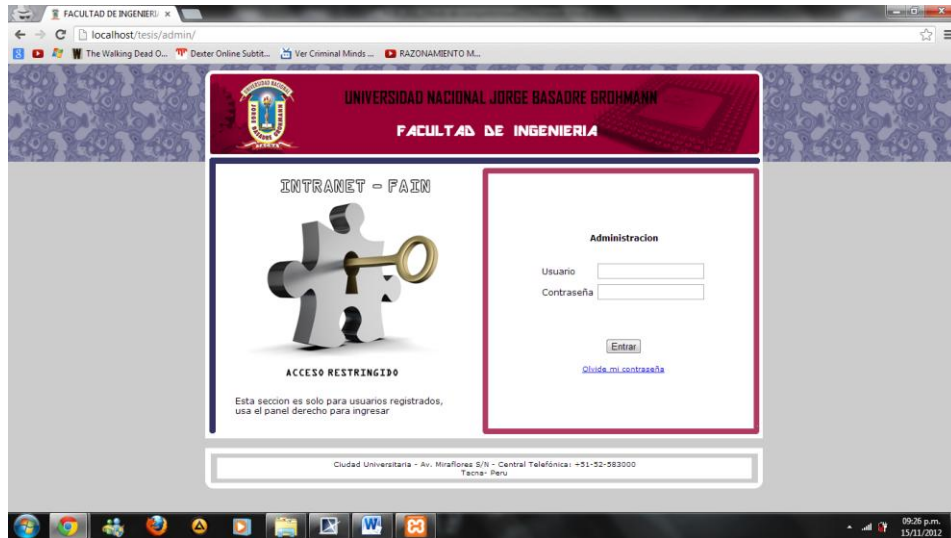 FACULTAD DE INGENIERI
localhost/tesis/admin/
The Walking Dead O...
Dexter Online Subtit...
Ver Criminal Minds ...
RAZONAMIENTO M...
UNIVERSIDAD NACIONAL JORGE BASADRE GROHMANN
FACULTAD DE INGENIERIA
INTRANET - FAIN
ACCESO RESTRINGIDO
Esta seccion es solo para usuarios registrados,
usa el panel derecho para ingresar
Administracion
Usuario
Contraseña
Entrar
Olvide mi contraseña
Ciudad Universitaria - Av. Miraflores S/N - Central Telefónica: +51-52-583000
Tacna- Peru
09:26 p.m.
15/11/2012